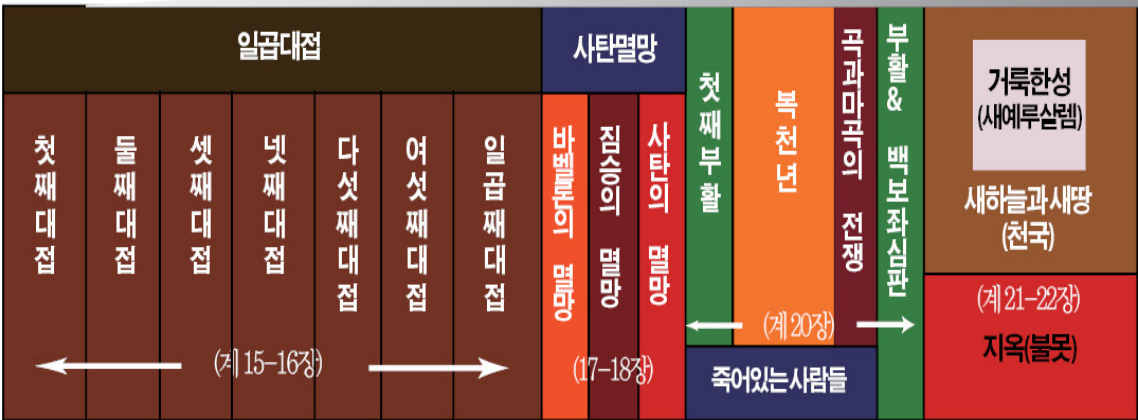 일곱대접
첫째대접
둘째대접
셋째대접
넷째대접
다섯째대접
여섯째대접
일곱째대접
(계 15-16장)
사탄멸망
바벨론의 멸망
짐승의 멸망
사탄의 멸망
(17-18장)
첫째부활
복천년
곡과마곡의 전쟁
(계 20장)
죽어있는사람들
부활& 백보좌심판
거룩한성
(새예루살렘)
새하늘과새땅
(천국)
(계 21-22장)
지옥(불못)